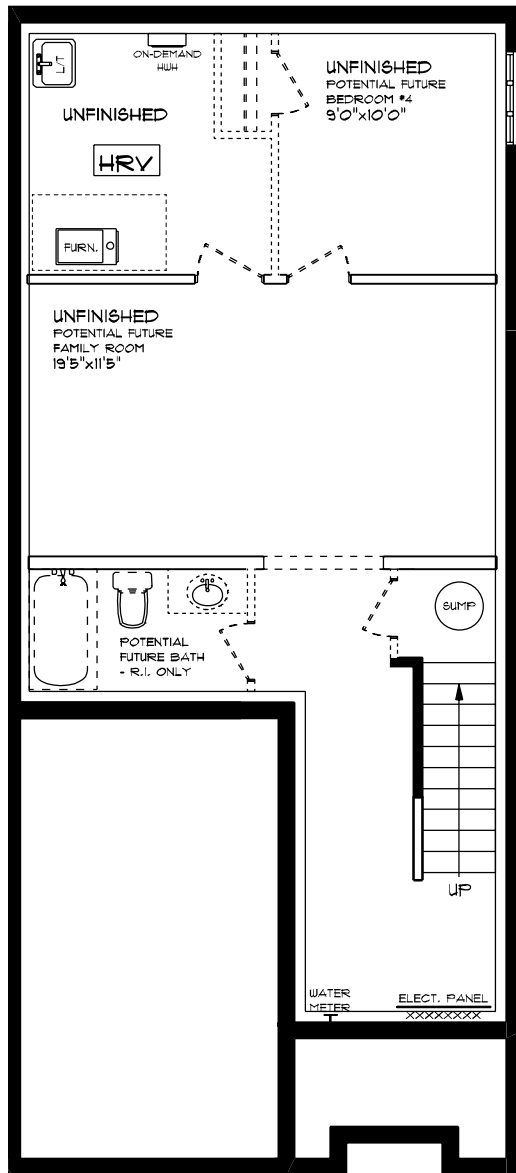 L/T
ON-DEMAND
HWH
UNFINISHED
HRV
FURN.
UNFINISHED
POTENTIAL FUTURE
BEDROOM #4
9'0"x10'0"
UNFINISHED
POTENTIAL FUTURE
FAMILY ROOM
19'5"x11'5"
POTENTIAL
FUTURE BATH
- R.I. ONLY
SUMP
UP
WATER
METER
ELECT. PANEL